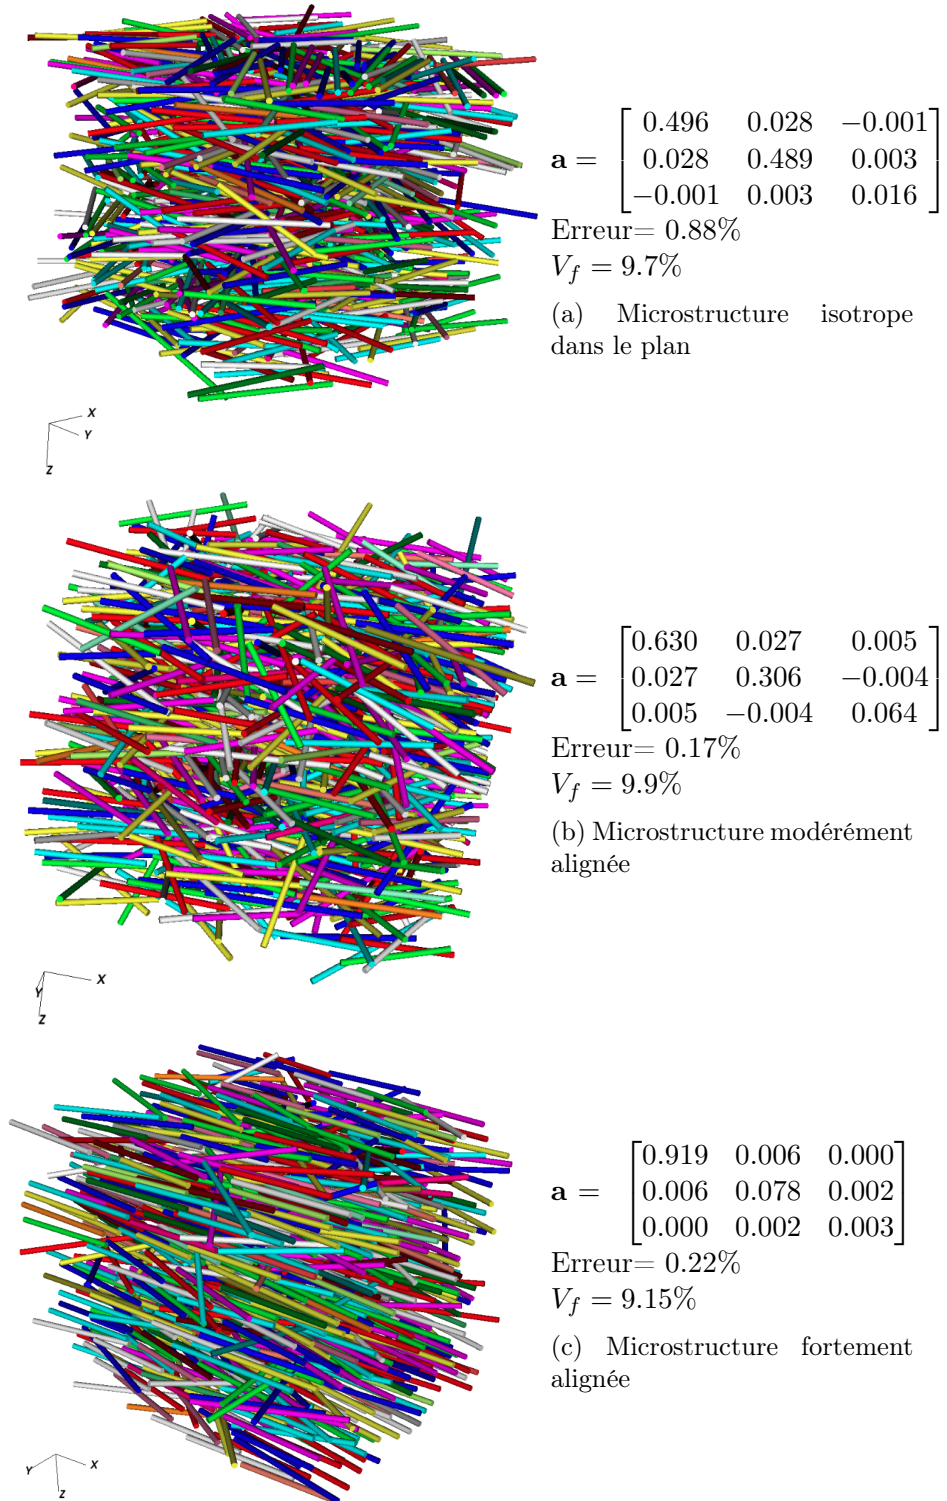 a = [0.496 0.028 −0.001
0.028 0.489 0.003
−0.001 0.003 0.016]
Erreur= 0.88%
V_f = 9.7%
(a) Microstructure isotrope
dans le plan
X
Y
Z
a = [0.630 0.027 0.005
0.027 0.306 −0.004
0.005 −0.004 0.064]
Erreur= 0.17%
V_f = 9.9%
(b) Microstructure modérément
alignée
X
Y
Z
a = [0.919 0.006 0.000
0.006 0.078 0.002
0.000 0.002 0.003]
Erreur= 0.22%
V_f = 9.15%
(c) Microstructure fortement
alignée
Y
X
Z